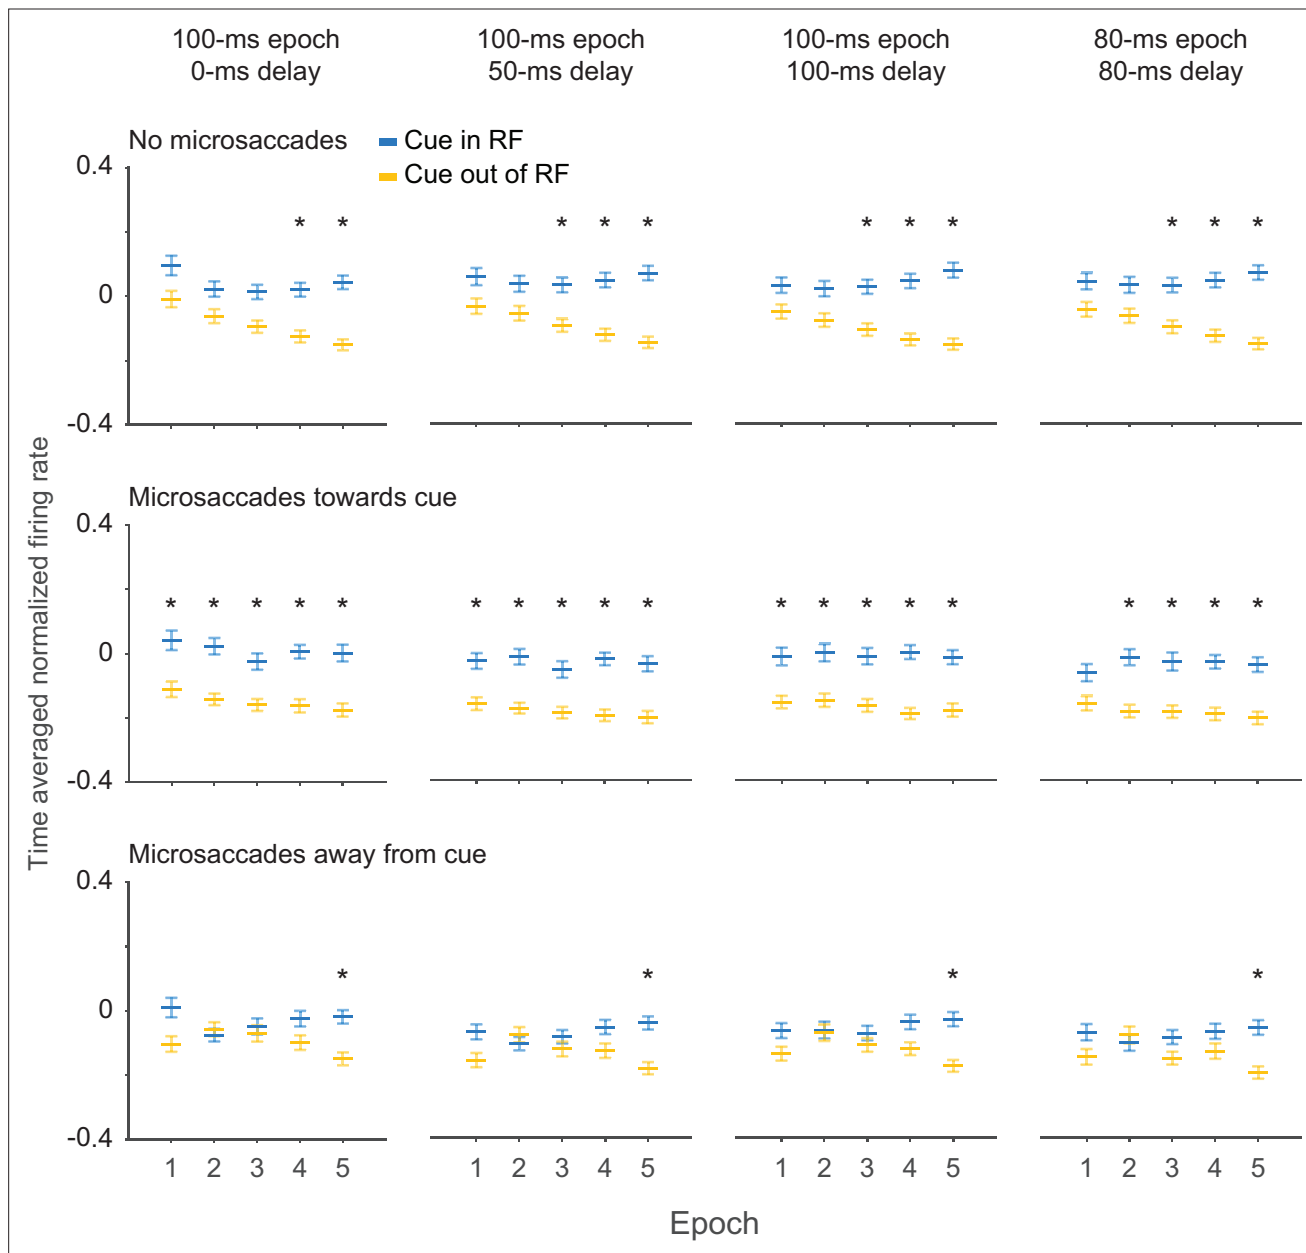 100-ms epoch 100-ms epoch 100-ms epoch 80-ms epoch
0-ms delay 50-ms delay 100-ms delay 80-ms delay
No microsaccades
Cue in RF
Cue out of RF
0.4
* * * * * * * * * * *
0
-0.4
Time averaged normalized firing rate
Microsaccades towards cue
0.4
* * * * * * * * * * * * * * * * * * *
0
-0.4
Microsaccades away from cue
0.4
* * * *
0
-0.4
1 2 3 4 5 1 2 3 4 5 1 2 3 4 5 1 2 3 4 5
Epoch